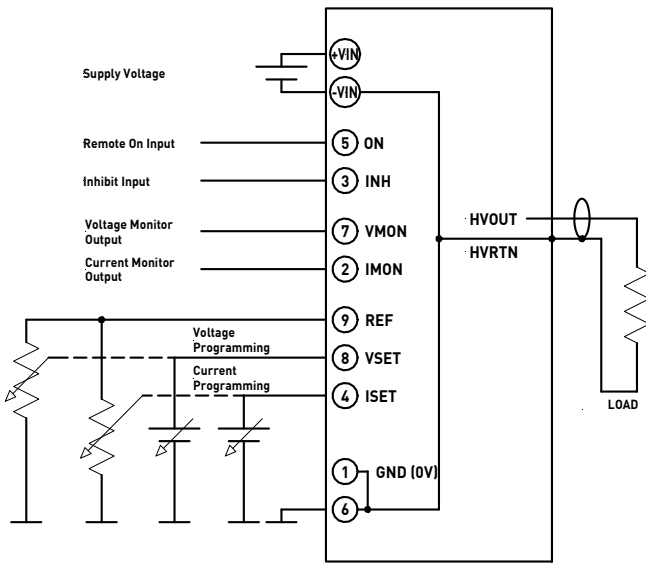 +VIN
Supply Voltage
-VIN
Remote On Input
5 ON
Inhibit Input
3 INH
Voltage Monitor
Output
7 VMON
Current Monitor
Output
2 IMON
HVOUT
HVRTN
9 REF
Voltage
Programming
8 VSET
Current
Programming
4 ISET
LOAD
1 GND (0V)
6